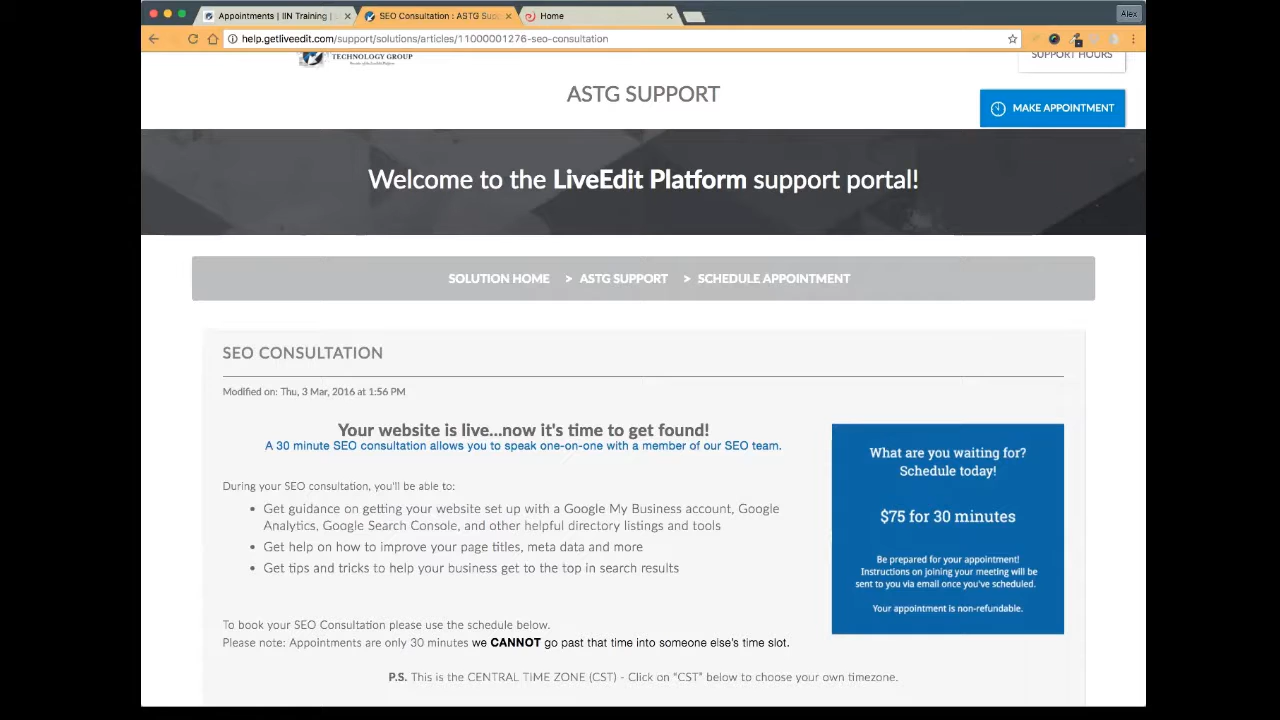 Appointments | IIN Training |
SEO Consultation : ASTG Sup
Home
Alex
help.getliveedit.com/support/solutions/articles/11000001276-seo-consultation
TECHNOLOGY GROUP
SUPPORT HOURS
ASTG SUPPORT
MAKE APPOINTMENT
Welcome to the LiveEdit Platform support portal!
SOLUTION HOME > ASTG SUPPORT > SCHEDULE APPOINTMENT
SEO CONSULTATION
Modified on: Thu, 3 Mar, 2016 at 1:56 PM
Your website is live...now it's time to get found!
A 30 minute SEO consultation allows you to speak one-on-one with a member of our SEO team.
During your SEO consultation, you'll be able to:
• Get guidance on getting your website set up with a Google My Business account, Google
Analytics, Google Search Console, and other helpful directory listings and tools
• Get help on how to improve your page titles, meta data and more
• Get tips and tricks to help your business get to the top in search results
What are you waiting for?
Schedule today!
$75 for 30 minutes
Be prepared for your appointment!
Instructions on joining your meeting will be
sent to you via email once you've scheduled.
Your appointment is non-refundable.
To book your SEO Consultation please use the schedule below.
Please note: Appointments are only 30 minutes we CANNOT go past that time into someone else's time slot.
P.S. This is the CENTRAL TIME ZONE (CST) - Click on "CST" below to choose your own timezone.